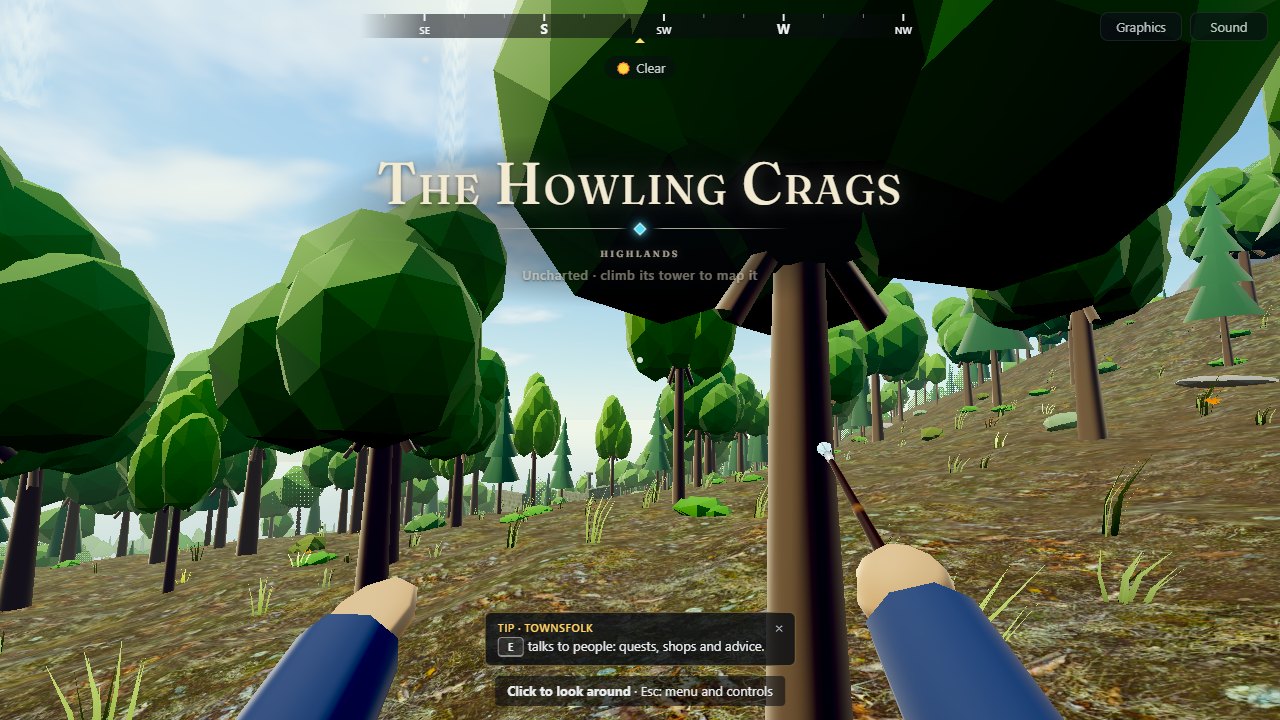 SE S SW W NW
Graphics Sound
Clear
The Howling Crags
HIGHLANDS
Uncharted · climb its tower to map it
TIP · TOWNSFOLK ×
E talks to people: quests, shops and advice.
Click to look around · Esc: menu and controls